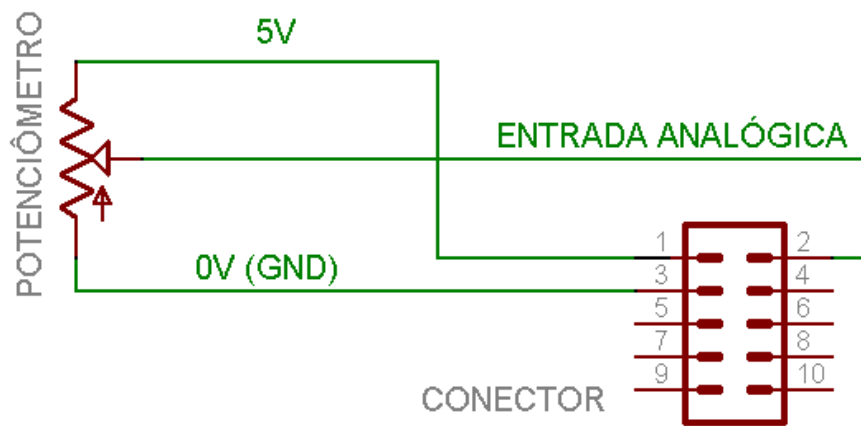 POTENCIÔMETRO
5V
ENTRADA ANALÓGICA
0V (GND)
1 2
3 4
5 6
7 8
9 10
CONECTOR